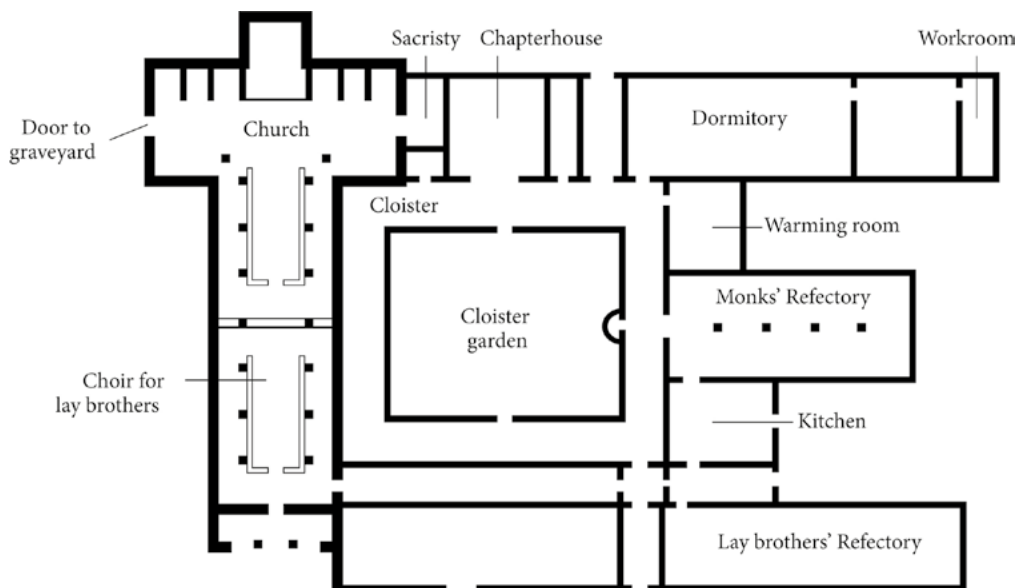 Sacristy
Chapterhouse
Workroom
Door to
graveyard
Church
Dormitory
Cloister
Warming room
Monks’ Refectory
Cloister
garden
Choir for
lay brothers
Kitchen
Lay brothers’ Refectory